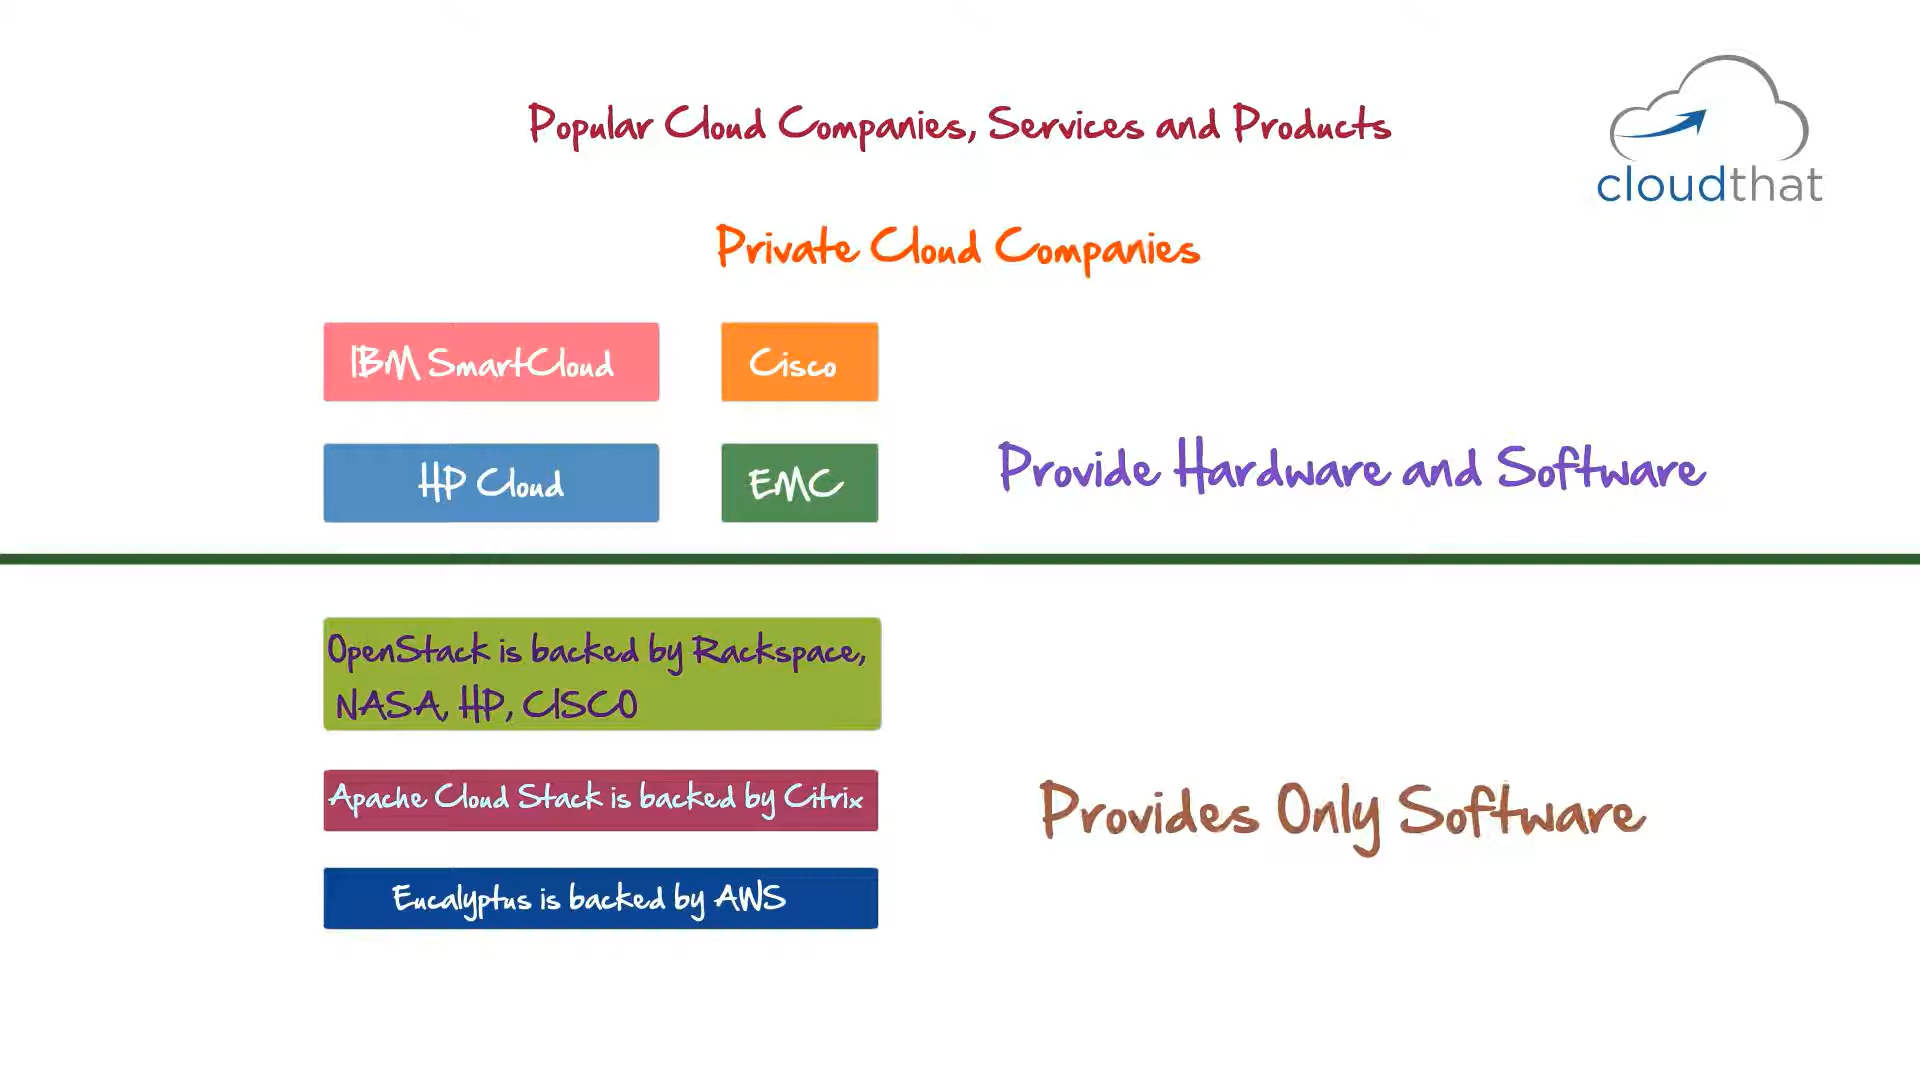 Popular Cloud Companies, Services and Products
cloudthat
Private Cloud Companies
IBM SmartCloud
Cisco
HP Cloud
EMC
Provide Hardware and Software
OpenStack is backed by Rackspace,
NASA, HP, CISCO
Apache Cloud Stack is backed by Citrix
Provides Only Software
Eucalyptus is backed by AWS